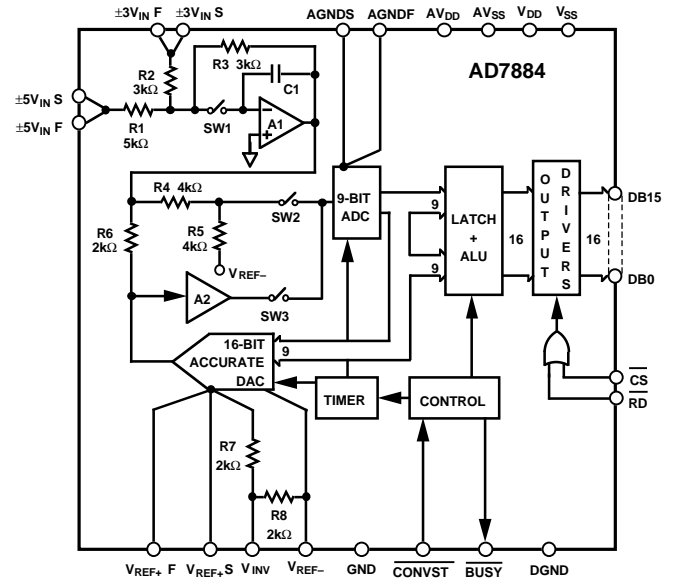 ±3VIN F ±3VIN S AGNDS AGNDF AVDD AVSS VDD VSS
AD7884
R3 3kΩ
R2
3kΩ
C1
±5VIN S
±5VIN F
R1
5kΩ
SW1
A1
−
+
R4 4kΩ
SW2
R6
2kΩ
R5
4kΩ
VREF–
A2
SW3
9-BIT
ADC
9
9
LATCH
+
ALU
16
OUTPUT
DRIVERS
16
DB15
DB0
16-BIT
ACCURATE
DAC
9
TIMER
CONTROL
CS
RD
R7
2kΩ
R8
2kΩ
VREF+ F VREF+S VINV VREF– GND CONVST BUSY DGND